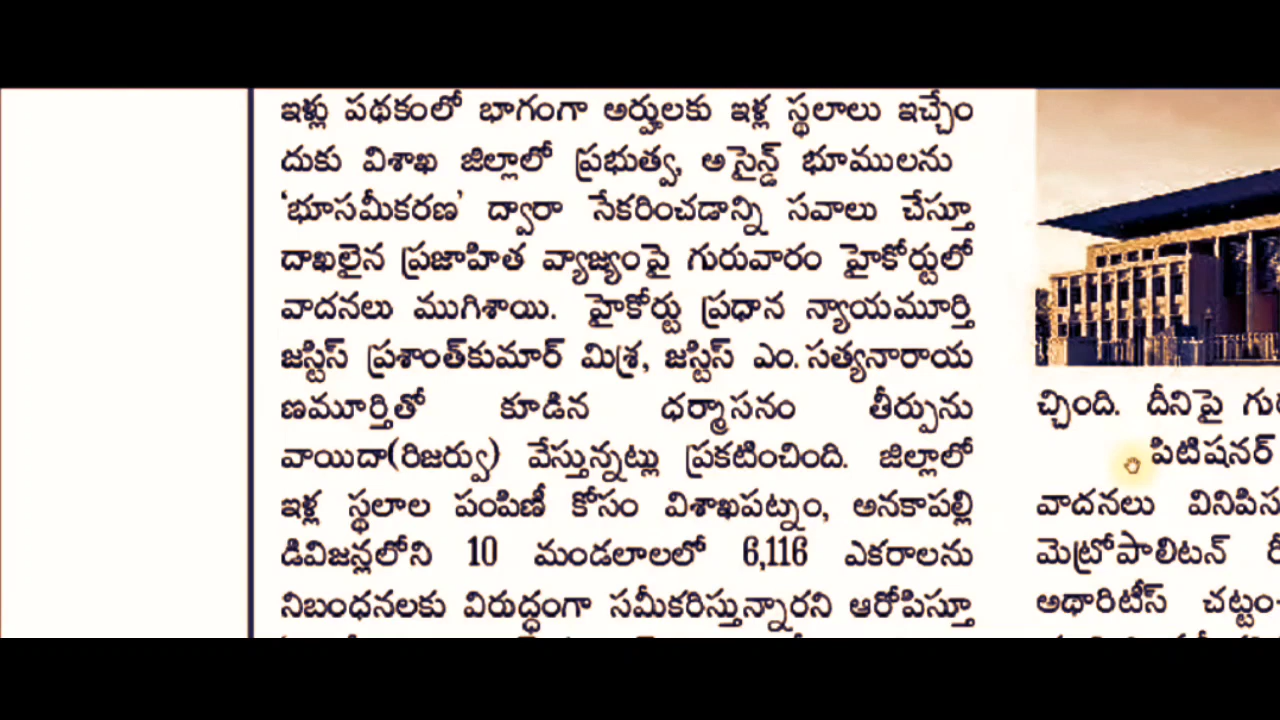 ఇళ్లు పథకంలో భాగంగా అర్హులకు ఇళ్ల స్థలాలు ఇచ్చేం
దుకు విశాఖ జిల్లాలో ప్రభుత్వ, అసైన్డ్ భూములను
‘భూసమీకరణ’ ద్వారా సేకరించడాన్ని సవాలు చేస్తూ
దాఖలైన ప్రజాహిత వ్యాజ్యంపై గురువారం హైకోర్టులో
వాదనలు ముగిశాయి. హైకోర్టు ప్రధాన న్యాయమూర్తి
జస్టిస్ ప్రశాంత్‌కుమార్ మిశ్ర, జస్టిస్ ఎం.సత్యనారాయ
ణమూర్తితో కూడిన ధర్మాసనం తీర్పును
వాయిదా(రిజర్వు) వేస్తున్నట్లు ప్రకటించింది. జిల్లాలో
ఇళ్ల స్థలాల పంపిణీ కోసం విశాఖపట్నం, అనకాపల్లి
డివిజన్లలోని 10 మండలాలలో 6,116 ఎకరాలను
నిబంధనలకు విరుద్ధంగా సమీకరిస్తున్నారని ఆరోపిస్తూ
చ్చింది. దీనిపై
పిటిషనర్
వాదనలు
మెట్రోపాలిటన్
అథారిటీస్ చట్టం